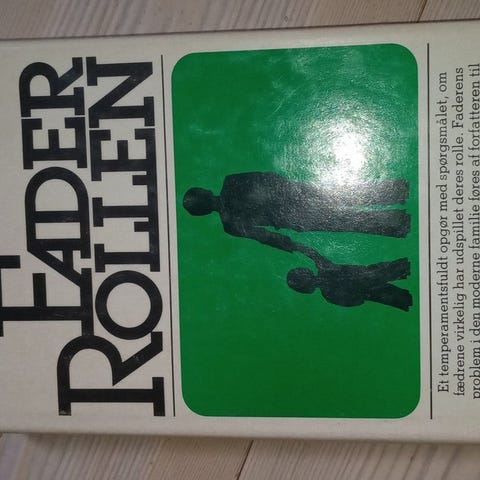 FADER
ROLLEN
Et temperamentsfuldt opgør med spørgsmålet, om
fædrene virkelig har udspillet deres rolle. Faderens
problem i den moderne familie føres af forfatteren til